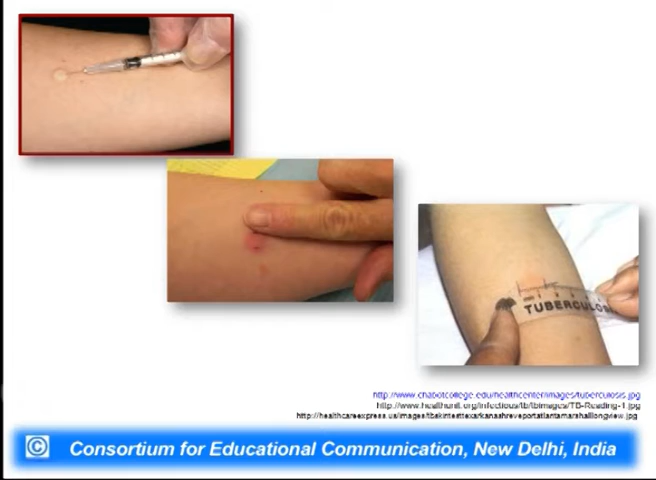 TUBERCULOS
http://www.chabotcollege.edu/healthcenter/images/tuberculosis.jpg
http://www.healthunit.org/infectious/tb/tbimages/TB-Reading-1.jpg
© Consortium for Educational Communication, New Delhi, India